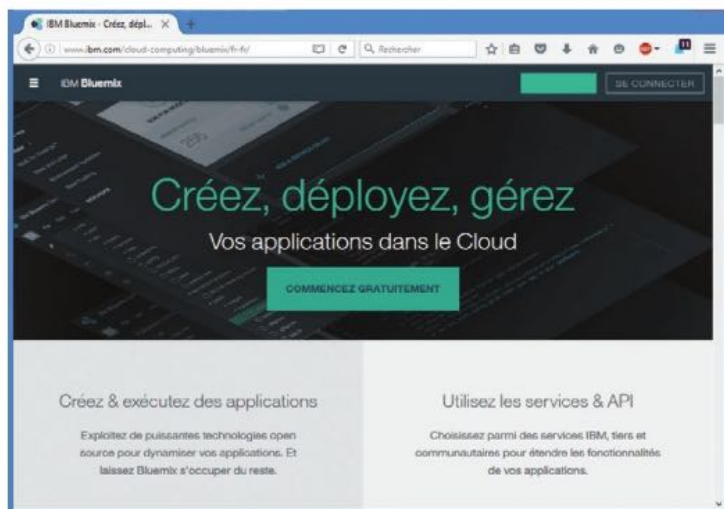 IBM Bluemix - Créez, dépl...
www.ibm.com/cloud-computing/bluemix/fr-fr/
Rechercher
11
IBM Bluemix
SE CONNECTER
Créez, déployez, gérez
Vos applications dans le Cloud
COMMENCEZ GRATUITEMENT
Créez & exécutez des applications
Exploitez de puissantes technologies open
source pour dynamiser vos applications. Et
laissez Bluemix s'occuper du reste.
Utilisez les services & API
Choisissez parmi des services IBM, tiers et
communautaires pour étendre les fonctionnalités
de vos applications.